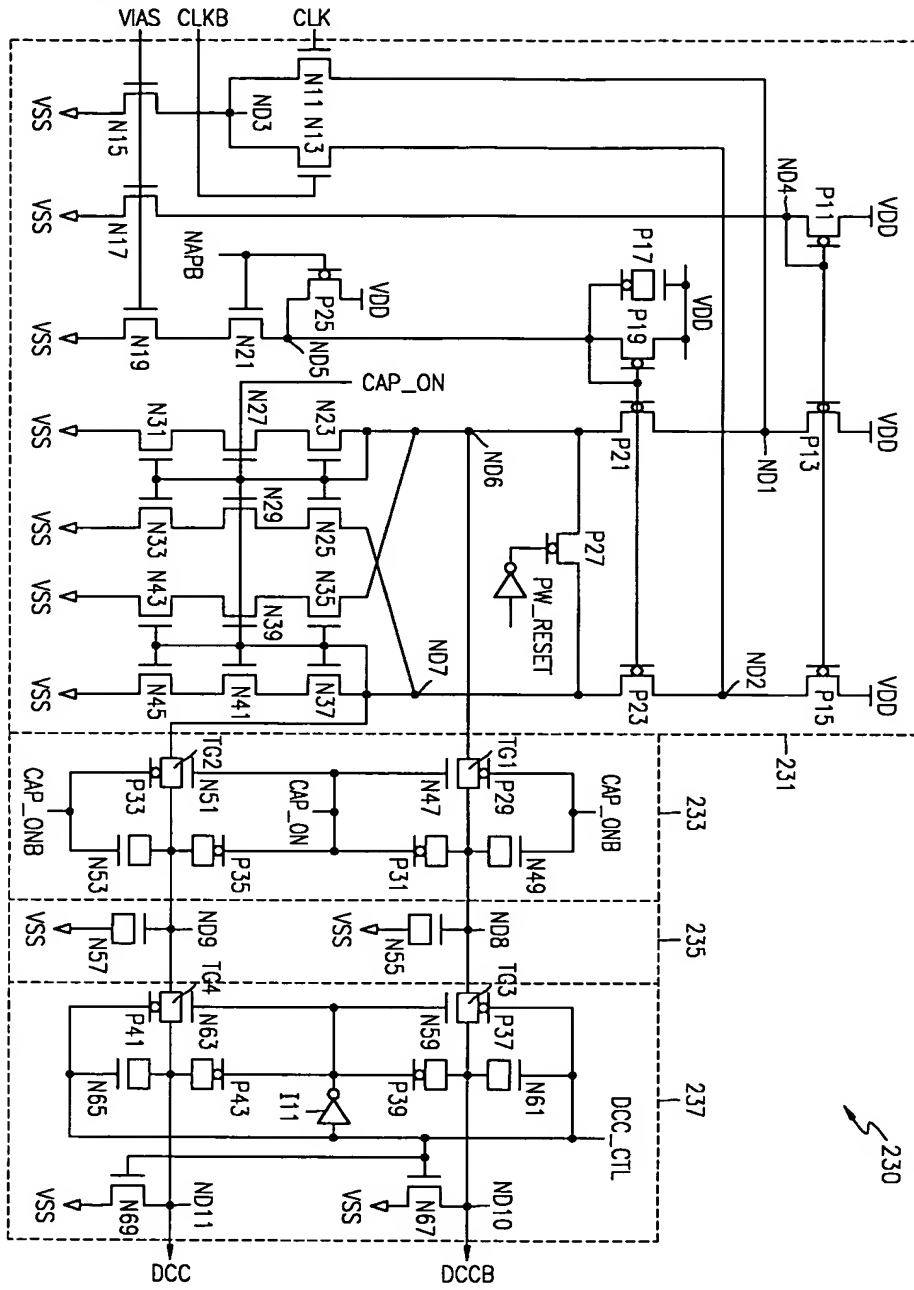 VIAS
CLKB
CLK
VSS
N15
ND3
N11
N13
VSS
N17
ND4
P11
VDD
NAPB
P25
VDD
P17
P19
VDD
VSS
N19
N21
ND5
CAP_ON
VSS
N31
N27
N23
ND6
P21
ND1
P13
VDD
VSS
N33
N29
N25
P27
PW_RESET
VSS
N43
N39
N35
VSS
N45
N41
N37
ND7
P23
ND2
P15
VDD
231
TG2
TG1
CAP_ONB
P33
N51
CAP_ON
N47
P29
CAP_ONB
233
N53
P35
P31
N49
VSS
N57
ND9
VSS
N55
ND8
235
TG4
TG3
P41
N63
N59
P37
237
N65
P43
I11
P39
N61
DCC_CTL
230
VSS
N69
ND11
VSS
N67
ND10
DCC
DCCB